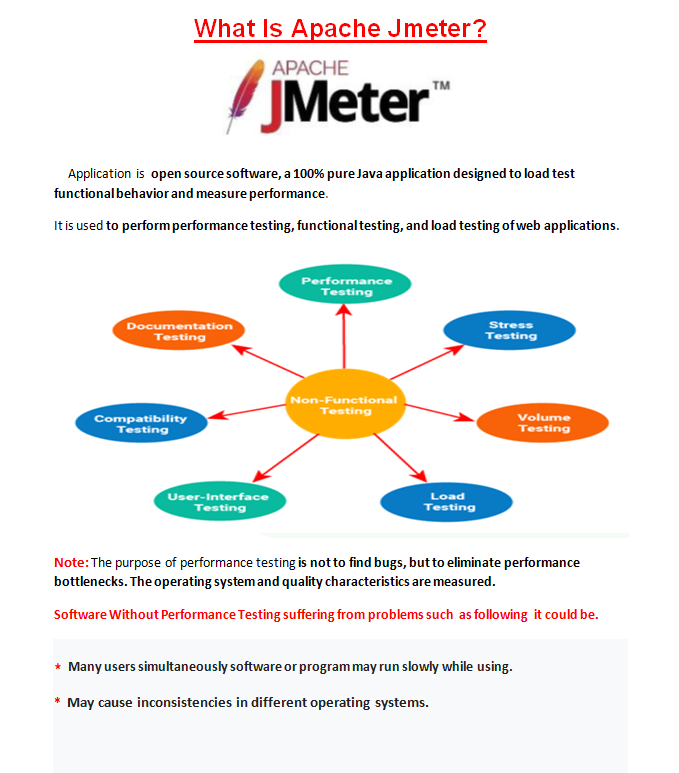 What Is Apache Jmeter?
APACHE
JMeter™
Application is open source software, a 100% pure Java application designed to load test
functional behavior and measure performance.
It is used to perform performance testing, functional testing, and load testing of web applications.
Performance
Testing
Documentation
Testing
Stress
Testing
Non-Functional
Testing
Compatibility
Testing
Volume
Testing
User-Interface
Testing
Load
Testing
Note: The purpose of performance testing is not to find bugs, but to eliminate performance
bottlenecks. The operating system and quality characteristics are measured.
Software Without Performance Testing suffering from problems such as following it could be.
* Many users simultaneously software or program may run slowly while using.
* May cause inconsistencies in different operating systems.